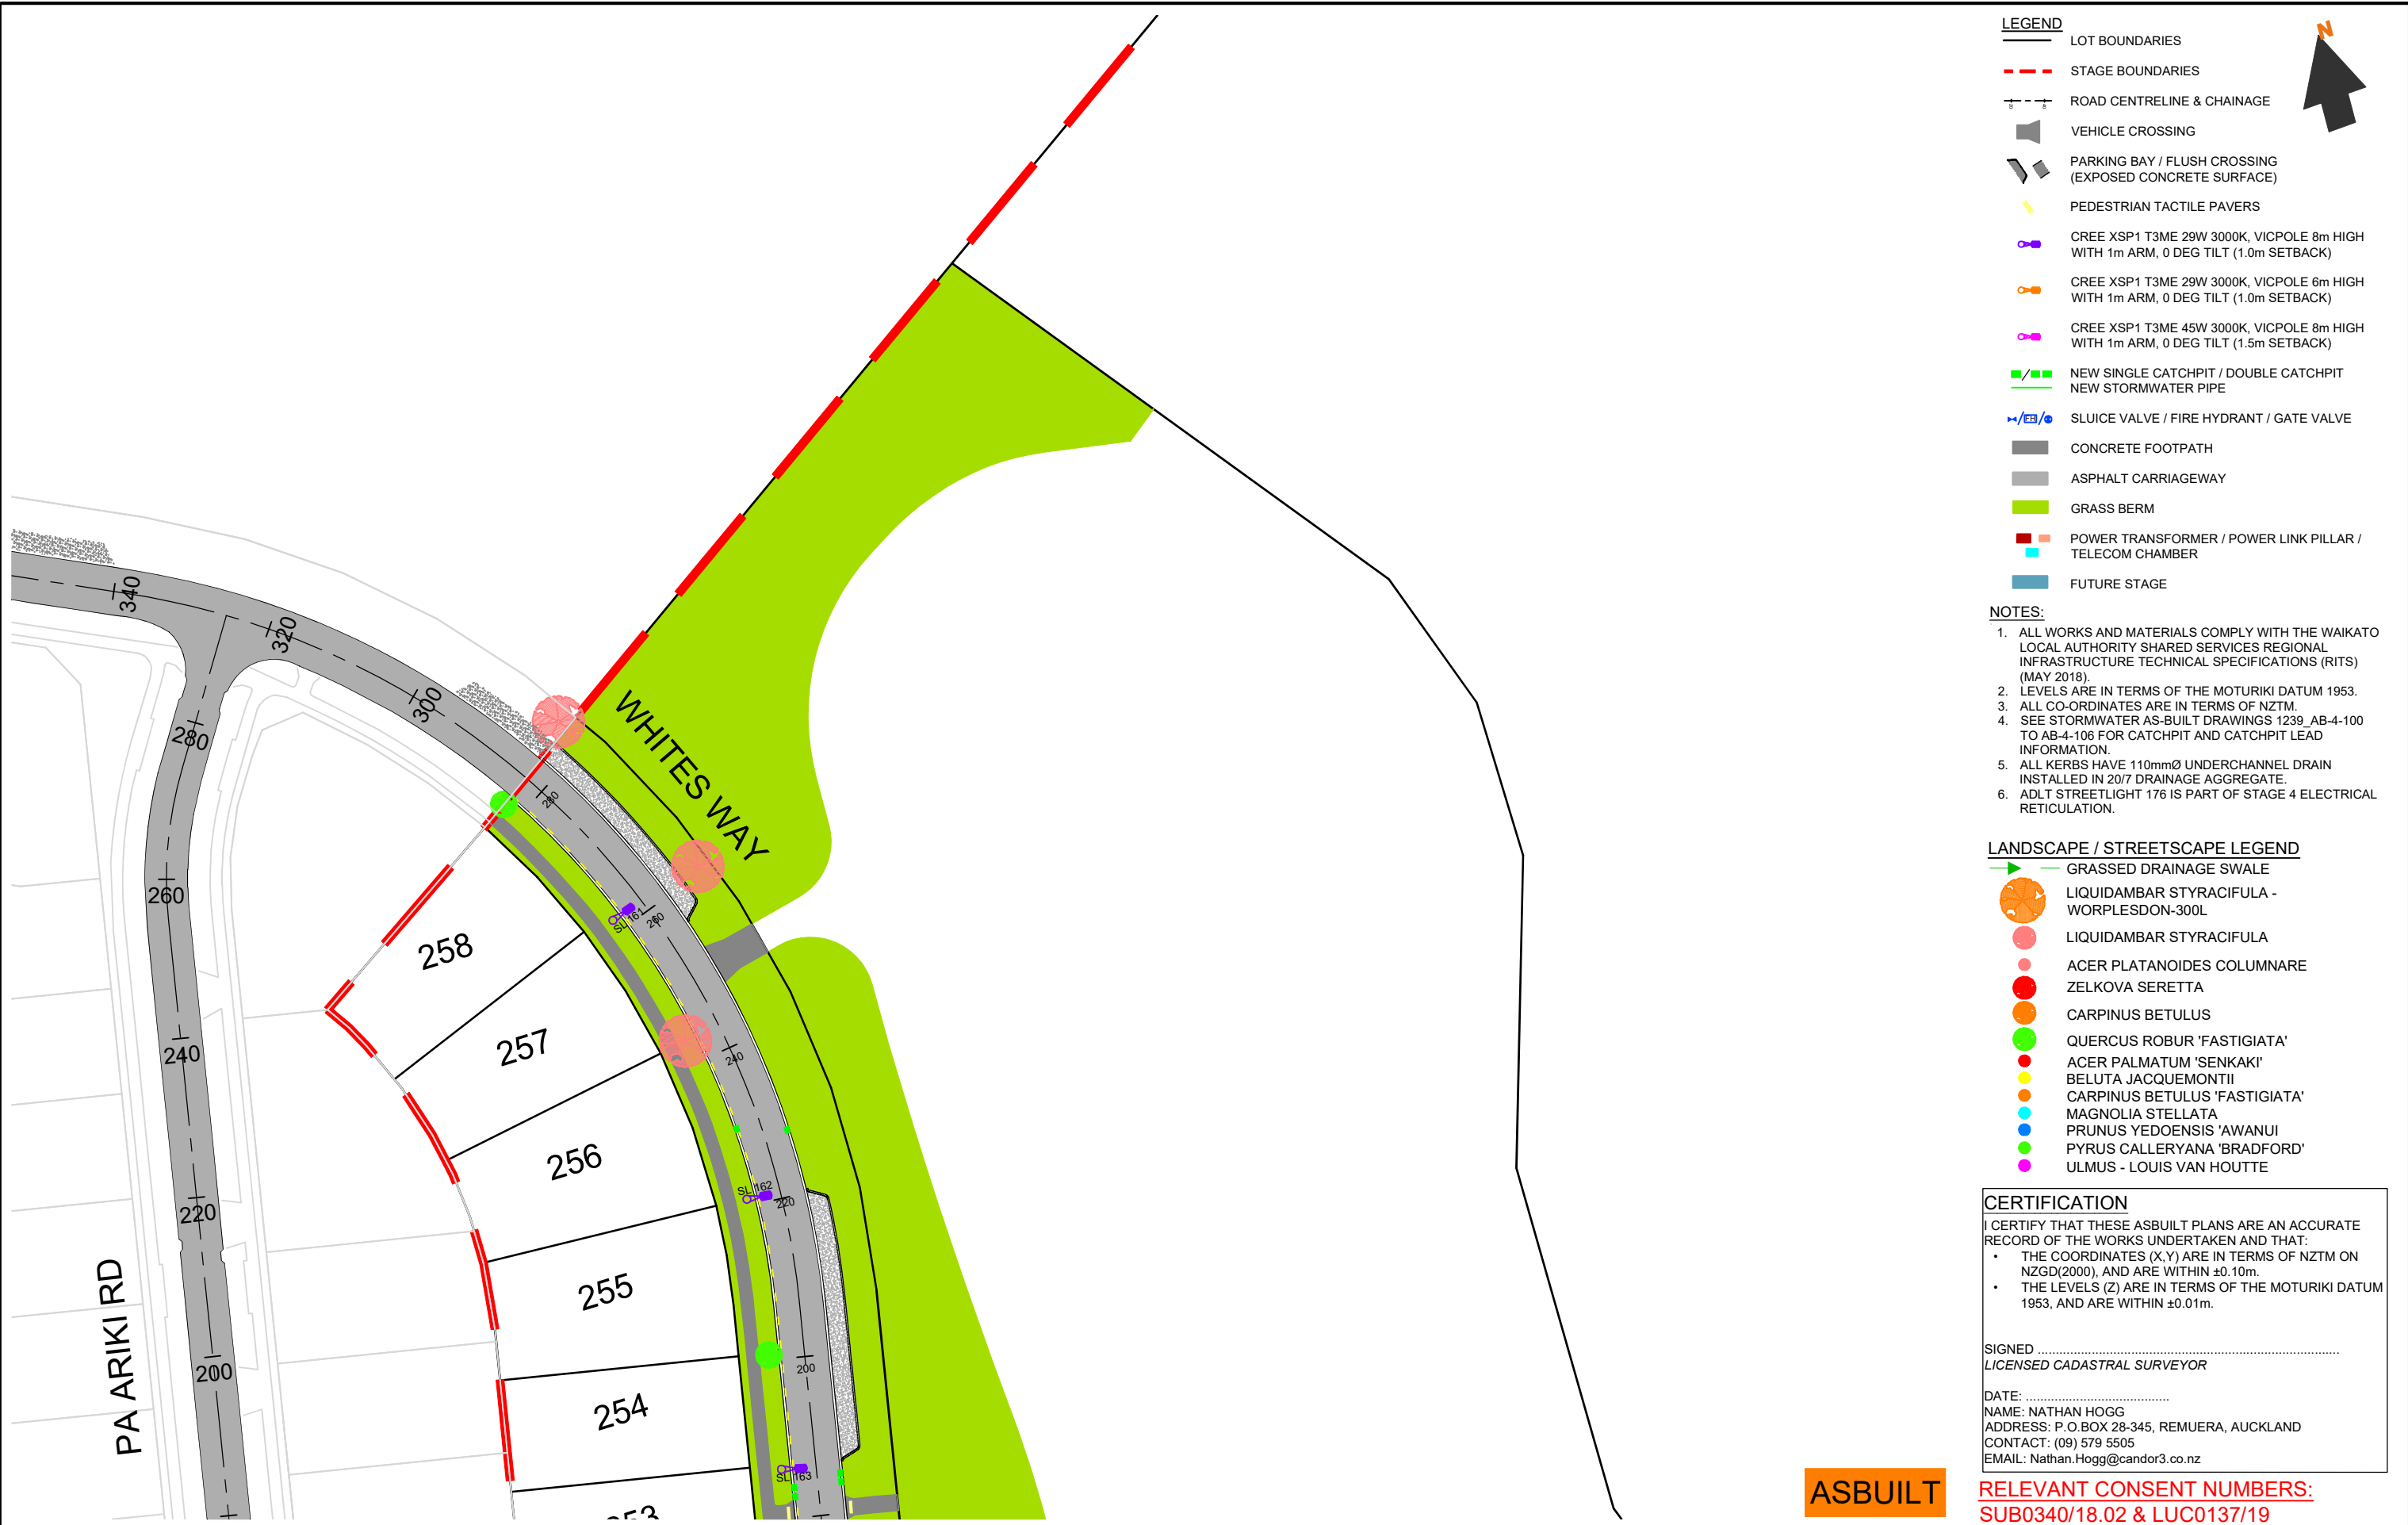 LEGEND
N
LOT BOUNDARIES
STAGE BOUNDARIES
ROAD CENTRELINE & CHAINAGE
VEHICLE CROSSING
PARKING BAY / FLUSH CROSSING
(EXPOSED CONCRETE SURFACE)
PEDESTRIAN TACTILE PAVERS
CREE XSP1 T3ME 29W 3000K, VICPOLE 8m HIGH
WITH 1m ARM, 0 DEG TILT (1.0m SETBACK)
CREE XSP1 T3ME 29W 3000K, VICPOLE 6m HIGH
WITH 1m ARM, 0 DEG TILT (1.0m SETBACK)
CREE XSP1 T3ME 45W 3000K, VICPOLE 8m HIGH
WITH 1m ARM, 0 DEG TILT (1.5m SETBACK)
NEW SINGLE CATCHPIT / DOUBLE CATCHPIT
NEW STORMWATER PIPE
FH
SLUICE VALVE / FIRE HYDRANT / GATE VALVE
CONCRETE FOOTPATH
ASPHALT CARRIAGEWAY
GRASS BERM
POWER TRANSFORMER / POWER LINK PILLAR /
TELECOM CHAMBER
FUTURE STAGE
NOTES:
1. ALL WORKS AND MATERIALS COMPLY WITH THE WAIKATO
LOCAL AUTHORITY SHARED SERVICES REGIONAL
INFRASTRUCTURE TECHNICAL SPECIFICATIONS (RITS)
(MAY 2018).
2. LEVELS ARE IN TERMS OF THE MOTURIKI DATUM 1953.
3. ALL CO-ORDINATES ARE IN TERMS OF NZTM.
4. SEE STORMWATER AS-BUILT DRAWINGS 1239_AB-4-100
TO AB-4-106 FOR CATCHPIT AND CATCHPIT LEAD
INFORMATION.
5. ALL KERBS HAVE 110mmØ UNDERCHANNEL DRAIN
INSTALLED IN 20/7 DRAINAGE AGGREGATE.
6. ADLT STREETLIGHT 176 IS PART OF STAGE 4 ELECTRICAL
RETICULATION.
LANDSCAPE / STREETSCAPE LEGEND
GRASSED DRAINAGE SWALE
LIQUIDAMBAR STYRACIFULA -
WORPLESDON-300L
LIQUIDAMBAR STYRACIFULA
ACER PLATANOIDES COLUMNARE
ZELKOVA SERETTA
CARPINUS BETULUS
QUERCUS ROBUR 'FASTIGIATA'
ACER PALMATUM 'SENKAKI'
BELUTA JACQUEMONTII
CARPINUS BETULUS 'FASTIGIATA'
MAGNOLIA STELLATA
PRUNUS YEDOENSIS 'AWANUI
PYRUS CALLERYANA 'BRADFORD'
ULMUS - LOUIS VAN HOUTTE
CERTIFICATION
I CERTIFY THAT THESE ASBUILT PLANS ARE AN ACCURATE
RECORD OF THE WORKS UNDERTAKEN AND THAT:
• THE COORDINATES (X,Y) ARE IN TERMS OF NZTM ON
NZGD(2000), AND ARE WITHIN ±0.10m.
• THE LEVELS (Z) ARE IN TERMS OF THE MOTURIKI DATUM
1953, AND ARE WITHIN ±0.01m.
SIGNED ....................................................................................
LICENSED CADASTRAL SURVEYOR
DATE: ........................................
NAME: NATHAN HOGG
ADDRESS: P.O.BOX 28-345, REMUERA, AUCKLAND
CONTACT: (09) 579 5505
EMAIL: Nathan.Hogg@candor3.co.nz
RELEVANT CONSENT NUMBERS:
SUB0340/18.02 & LUC0137/19
ASBUILT
340
320
300
280
260
240
220
200
PA ARIKI RD
WHITES WAY
280
SL 161
260
240
SL 162
220
200
SL 163
258
257
256
255
254
253